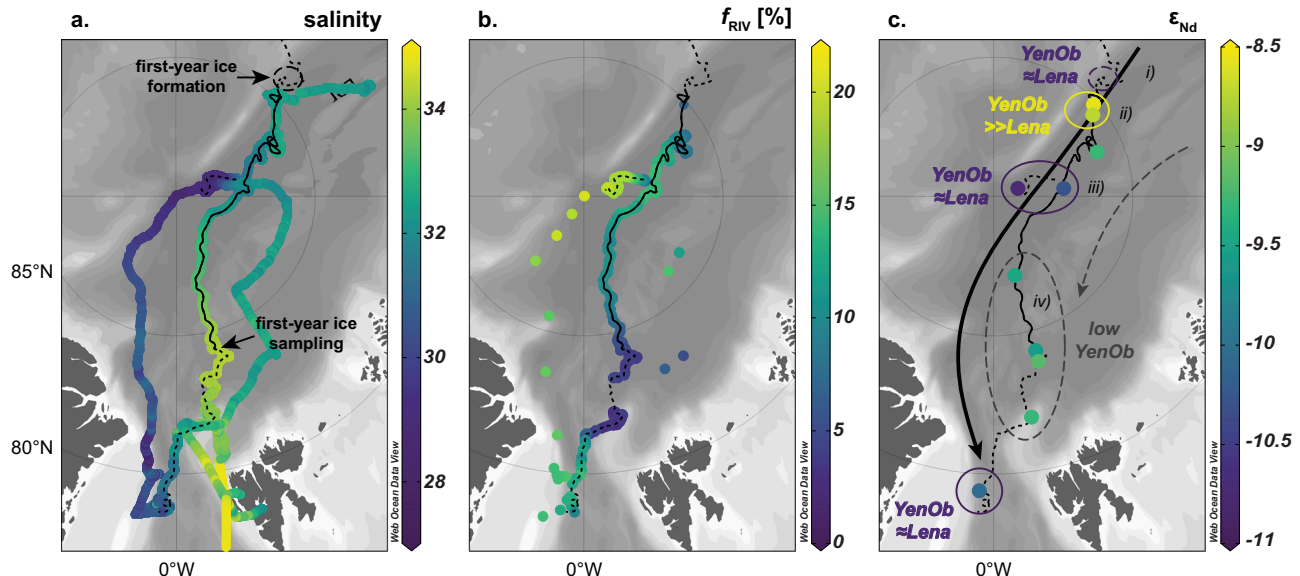 a. salinity
first-year ice
formation
first-year ice
sampling
85°N
80°N
0°W
34
32
30
28
Web Ocean Data View
b. f_RIV [%]
20
15
10
5
0
0°W
Web Ocean Data View
c. ε_Nd
YenOb
≈Lena
i)
YenOb
>>Lena
ii)
YenOb
≈Lena
iii)
iv)
low
YenOb
YenOb
≈Lena
0°W
-8.5
-9
-9.5
-10
-10.5
-11
Web Ocean Data View